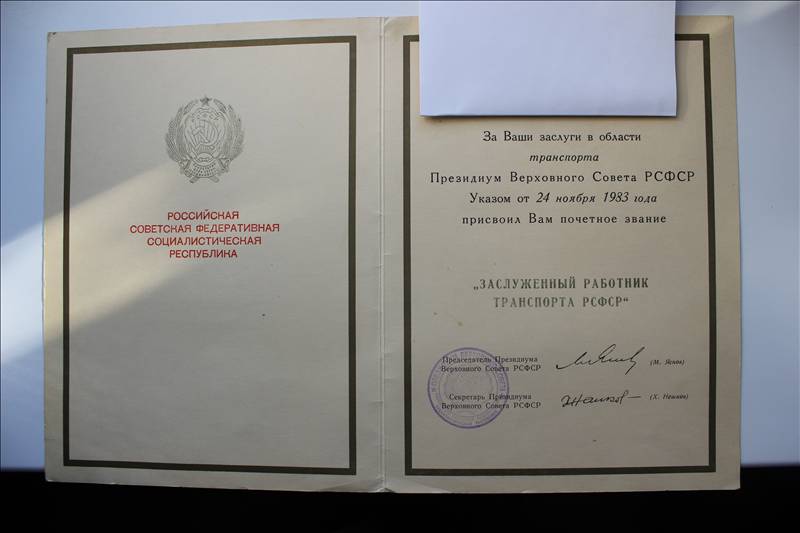 РОССИЙСКАЯ
СОВЕТСКАЯ ФЕДЕРАТИВНАЯ
СОЦИАЛИСТИЧЕСКАЯ
РЕСПУБЛИКА
За Ваши заслуги в области
транспорта
Президиум Верховного Совета РСФСР
Указом от 24 ноября 1983 года
присвоил Вам почетное звание
„ЗАСЛУЖЕННЫЙ РАБОТНИК
ТРАНСПОРТА РСФСР“
Председатель Президиума
Верховного Совета РСФСР
(М. Яснов)
Секретарь Президиума
Верховного Совета РСФСР
(Х. Нешков)